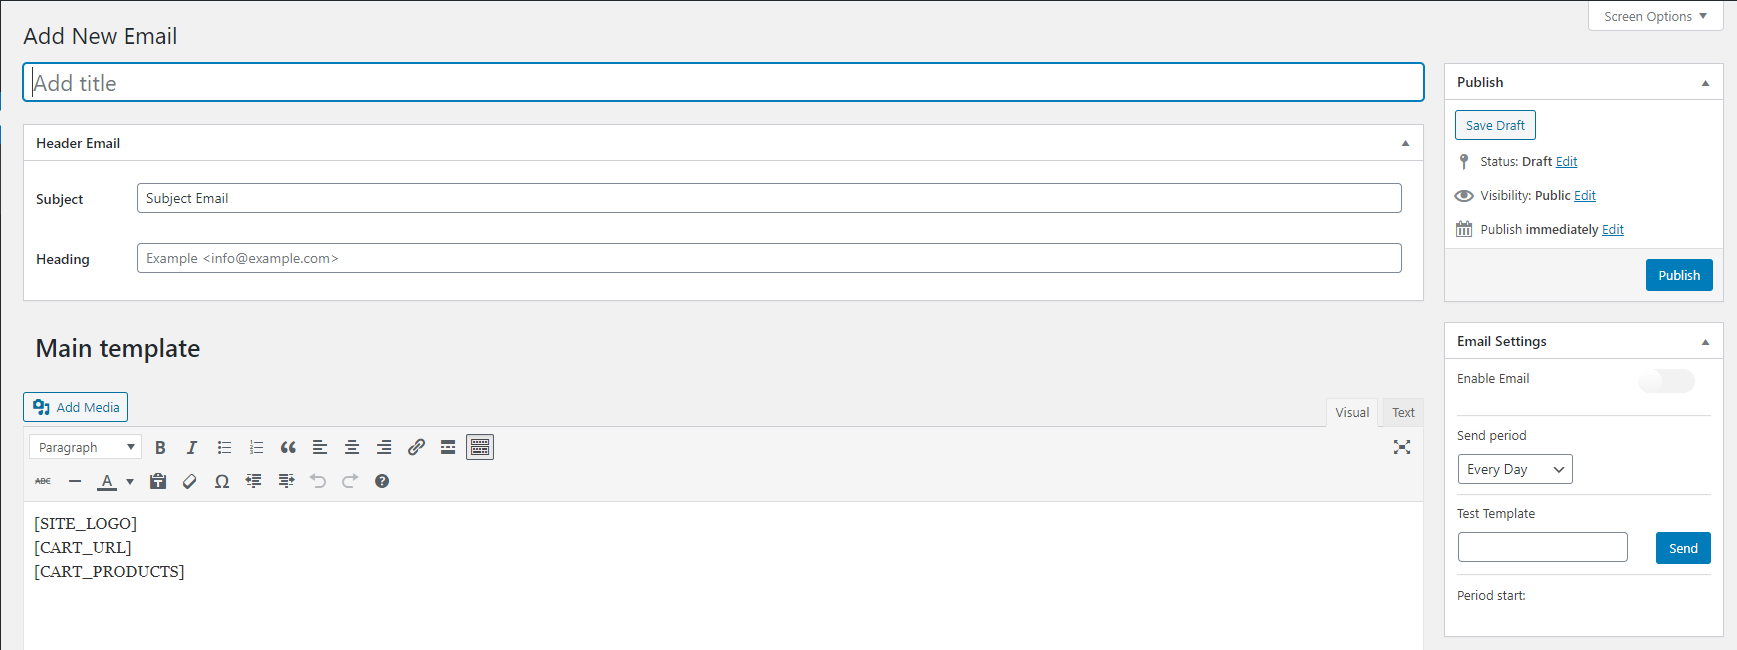 Screen Options
Add New Email
Add title
Header Email
Subject
Subject Email
Heading
Example <info@example.com>
Main template
Add Media
Visual
Text
Paragraph
B
I
ABC
A
Ω
[SITE_LOGO]
[CART_URL]
[CART_PRODUCTS]
Publish
Save Draft
Status: Draft Edit
Visibility: Public Edit
Publish immediately Edit
Publish
Email Settings
Enable Email
Send period
Every Day
Test Template
Send
Period start: